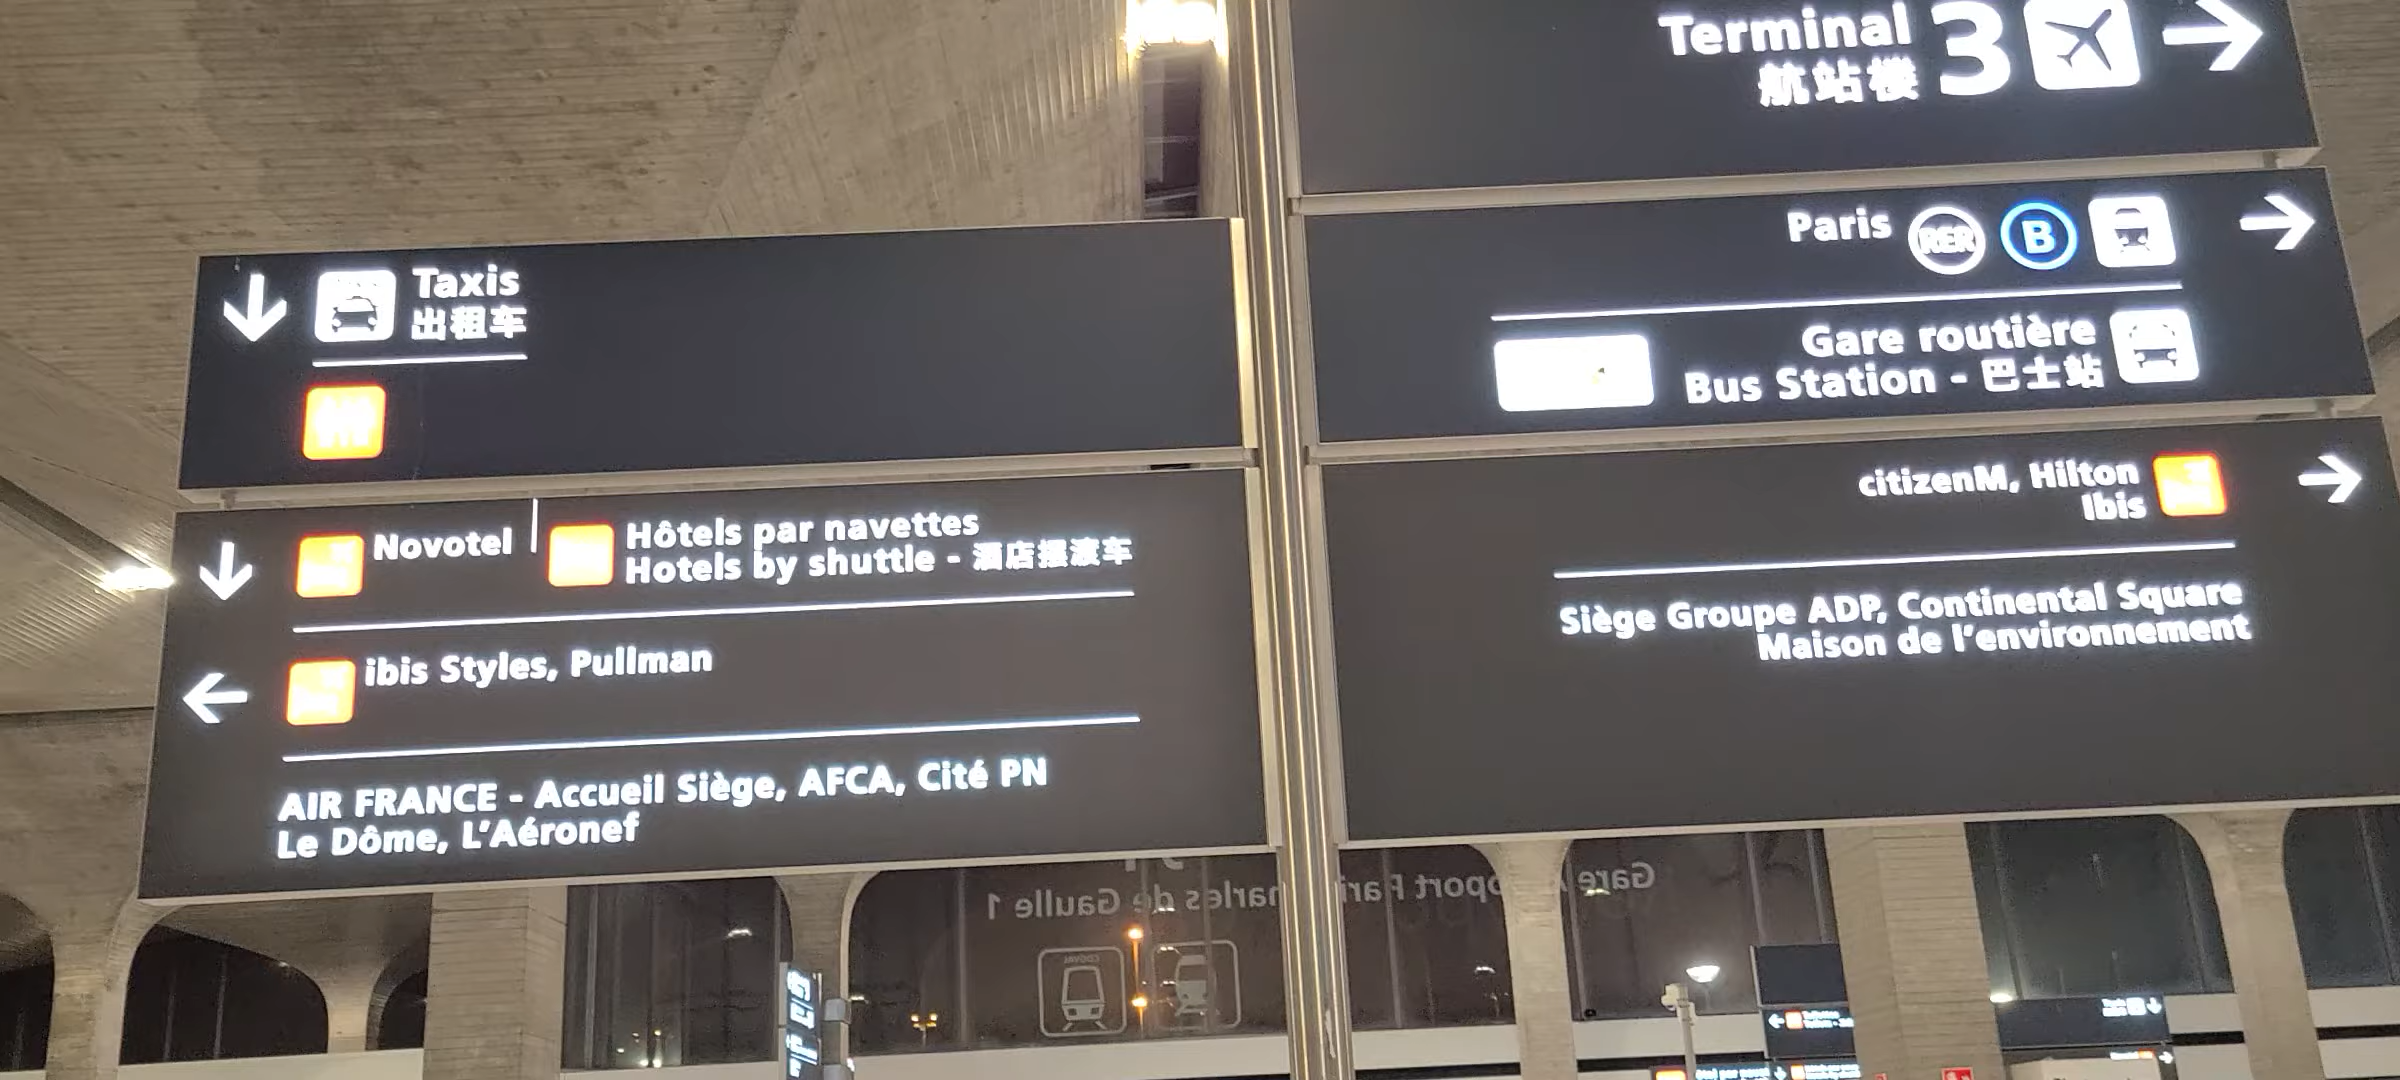 Taxis
出租车
Novotel
Hôtels par navettes
Hotels by shuttle - 酒店摆渡车
ibis Styles, Pullman
AIR FRANCE - Accueil Siège, AFCA, Cité PN
Le Dôme, L'Aéronef
Terminal 3
航站楼
Paris RER B
Gare routière
Bus Station - 巴士站
citizenM, Hilton
Ibis
Siège Groupe ADP, Continental Square
Maison de l'environnement
Gare Aéroport Paris Charles de Gaulle 1
CDGVAL